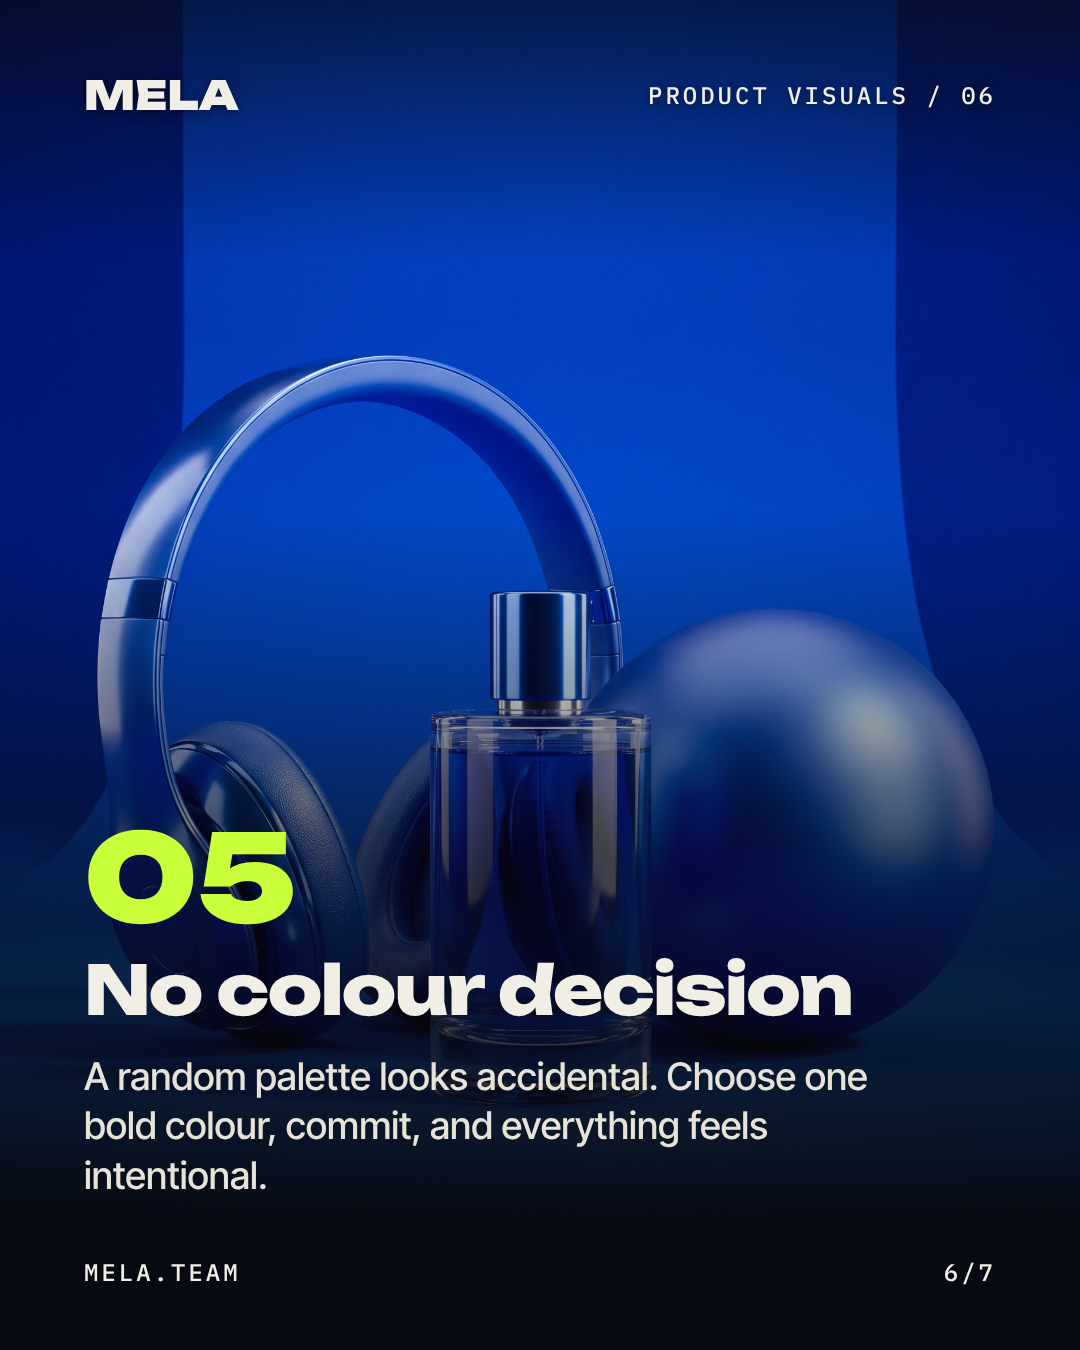 MELA
PRODUCT VISUALS / 06
05
No colour decision
A random palette looks accidental. Choose one
bold colour, commit, and everything feels
intentional.
MELA.TEAM
6/7